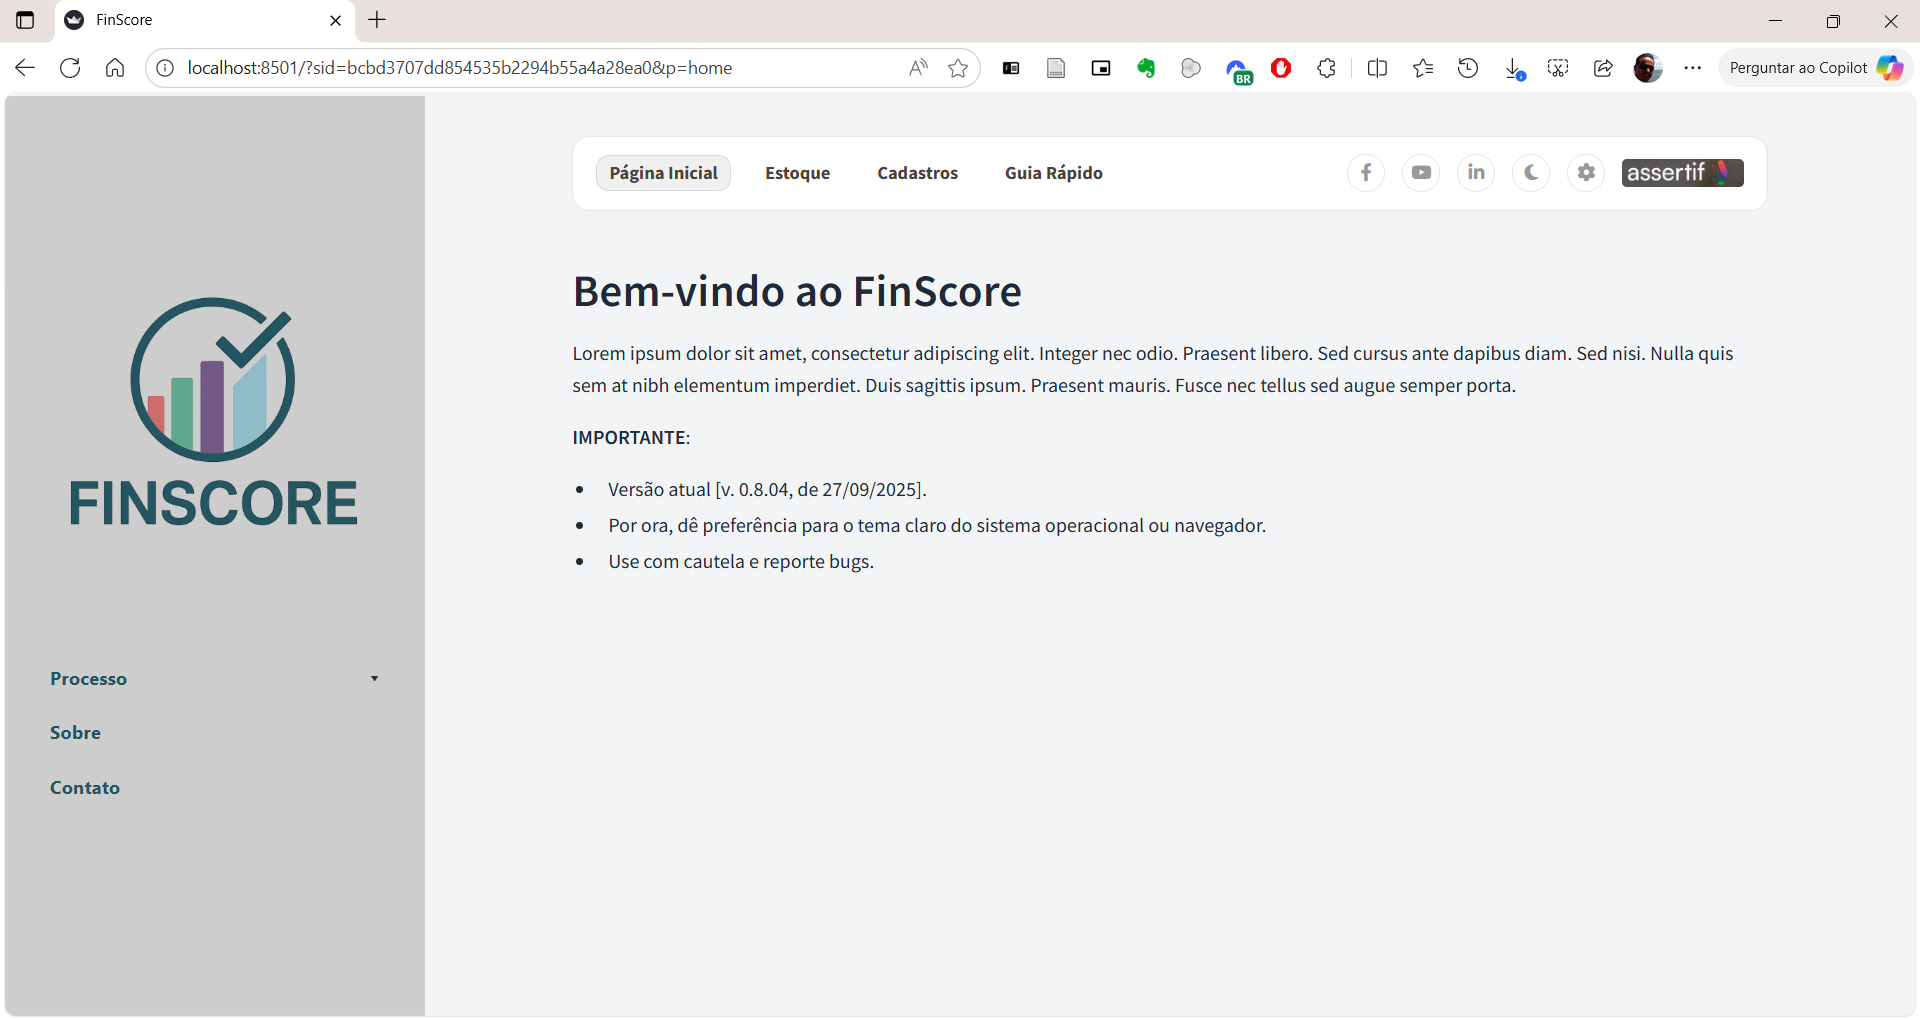 FinScore
localhost:8501/?sid=bcbd3707dd854535b2294b55a4a28ea0&p=home
BR
Perguntar ao Copilot
Página Inicial
Estoque
Cadastros
Guia Rápido
assertif
Bem-vindo ao FinScore
Lorem ipsum dolor sit amet, consectetur adipiscing elit. Integer nec odio. Praesent libero. Sed cursus ante dapibus diam. Sed nisi. Nulla quis
sem at nibh elementum imperdiet. Duis sagittis ipsum. Praesent mauris. Fusce nec tellus sed augue semper porta.
IMPORTANTE:
Versão atual [v. 0.8.04, de 27/09/2025].
Por ora, dê preferência para o tema claro do sistema operacional ou navegador.
Use com cautela e reporte bugs.
FINSCORE
Processo
Sobre
Contato